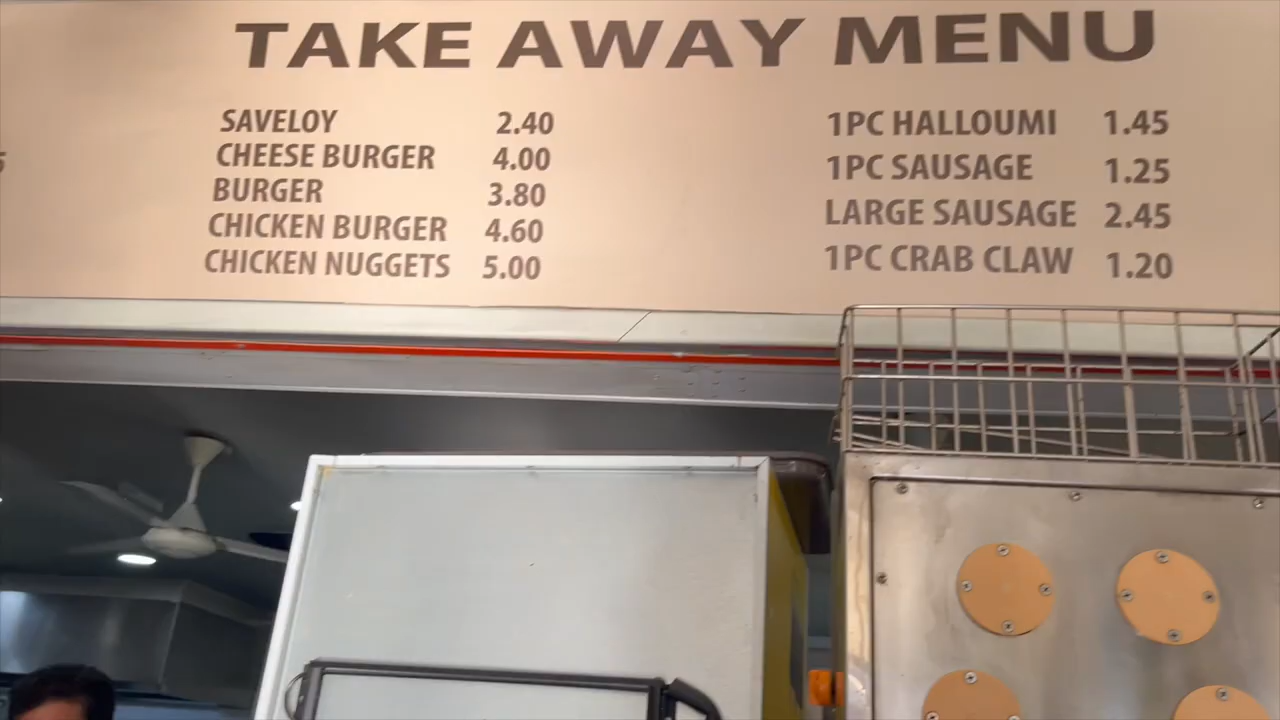 TAKE AWAY MENU
SAVELOY 2.40
CHEESE BURGER 4.00
BURGER 3.80
CHICKEN BURGER 4.60
CHICKEN NUGGETS 5.00
1PC HALLOUMI 1.45
1PC SAUSAGE 1.25
LARGE SAUSAGE 2.45
1PC CRAB CLAW 1.20